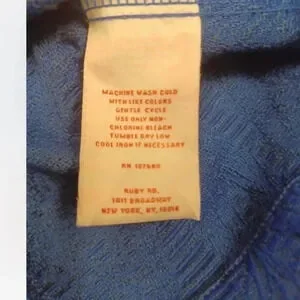 MACHINE WASH COLD
WITH LIKE COLORS
GENTLE CYCLE
USE ONLY NON-
CHLORINE BLEACH
TUMBLE DRY LOW
COOL IRON IF NECESSARY
RN
RUBY RD.
1411 BROADWAY
NEW YORK, NY. 10018